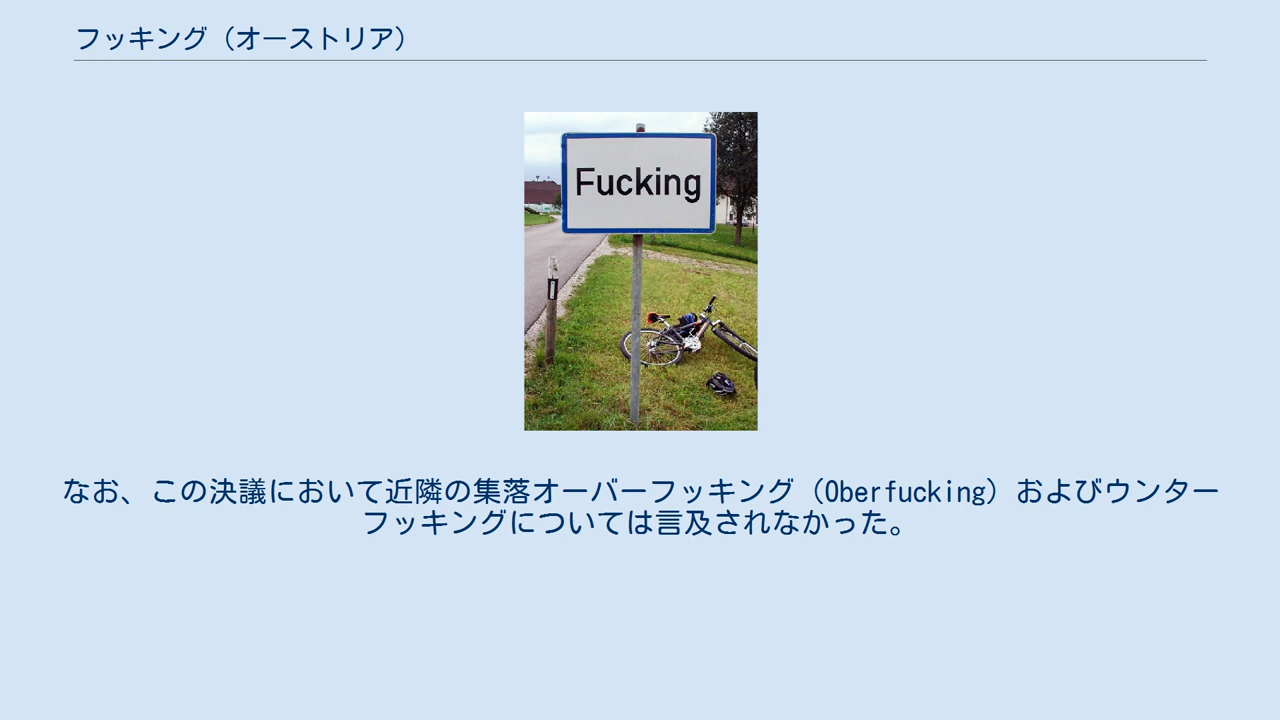 フッキング（オーストリア）
Fucking
なお、この決議において近隣の集落オーバーフッキング（Oberfucking）およびウンター
フッキングについては言及されなかった。